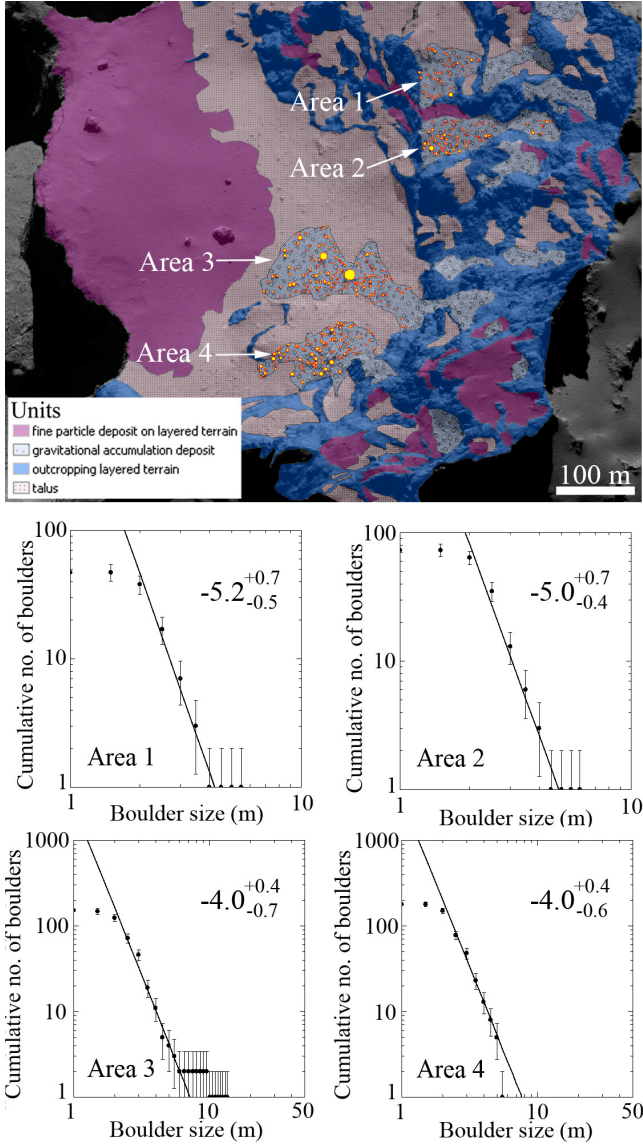 Area 1
Area 2
Area 3
Area 4
Units
fine particle deposit on layered terrain
gravitational accumulation deposit
outcropping layered terrain
talus
100 m
100
10
1
Cumulative no. of boulders
-5.2 +0.7 -0.5
Area 1
1 10
Boulder size (m)
100
10
1
Cumulative no. of boulders
-5.0 +0.7 -0.4
Area 2
1 10
Boulder size (m)
1000
100
10
1
Cumulative no. of boulders
-4.0 +0.4 -0.7
Area 3
1 10 50
Boulder size (m)
1000
100
10
1
Cumulative no. of boulders
-4.0 +0.4 -0.6
Area 4
1 10 50
Boulder size (m)